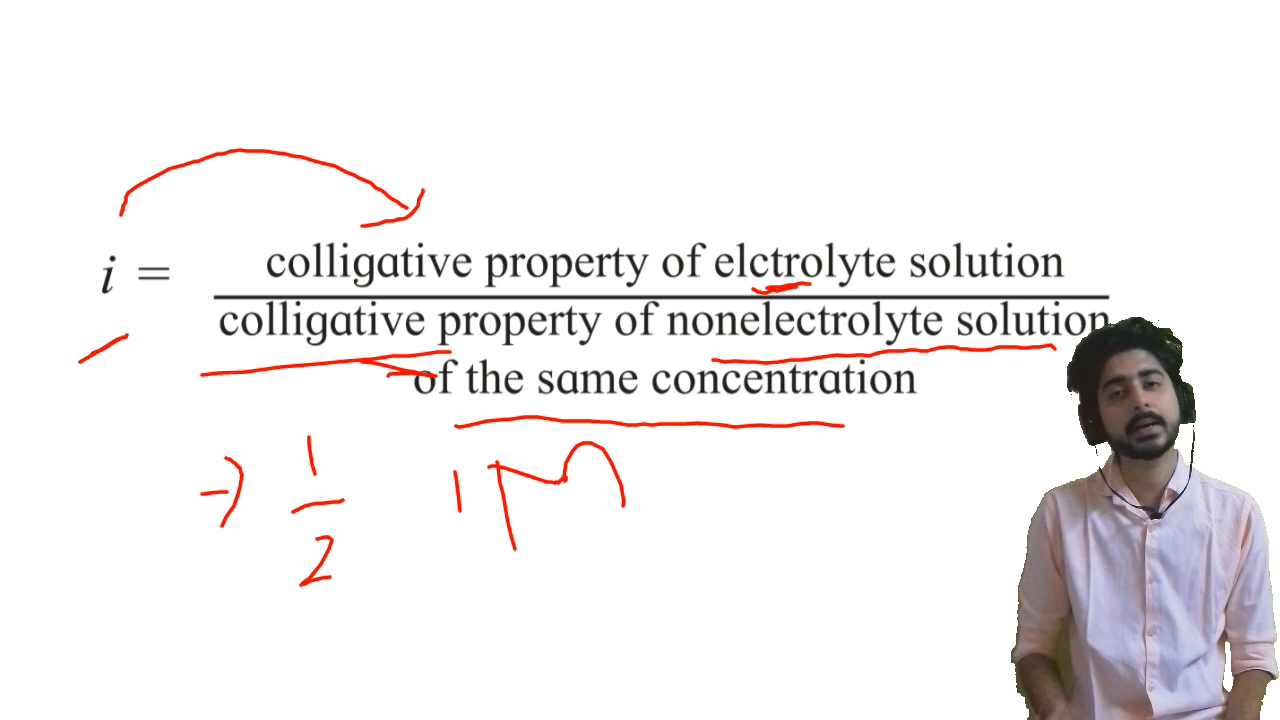 i = colligative property of elctrolyte solution
colligative property of nonelectrolyte solution
of the same concentration
→ 1/2 1M